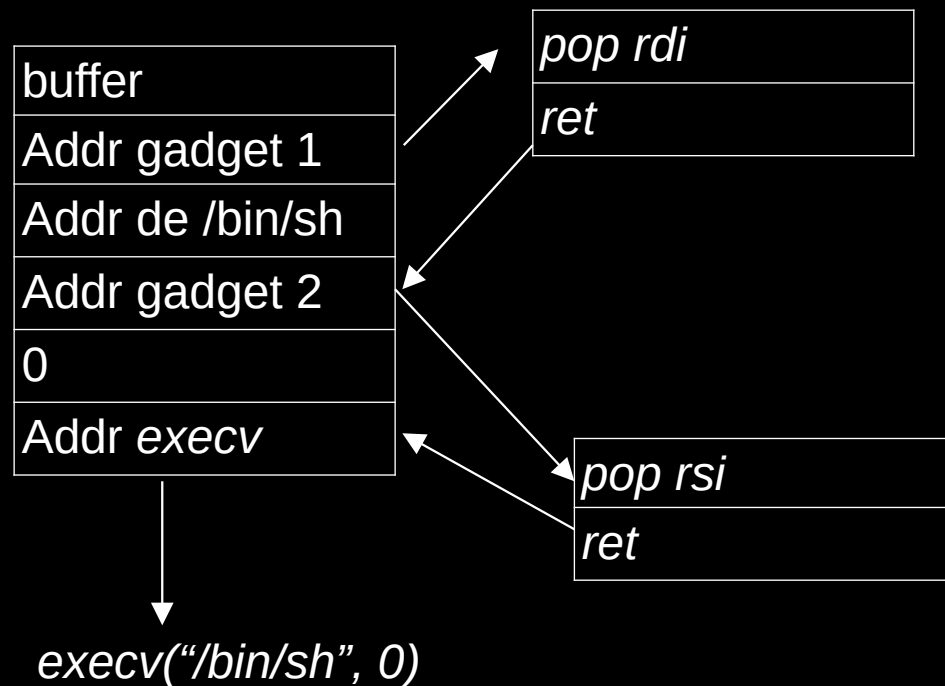 buffer
Addr gadget 1
Addr de /bin/sh
Addr gadget 2
0
Addr execv
pop rdi
ret
pop rsi
ret
execv(“/bin/sh”, 0)